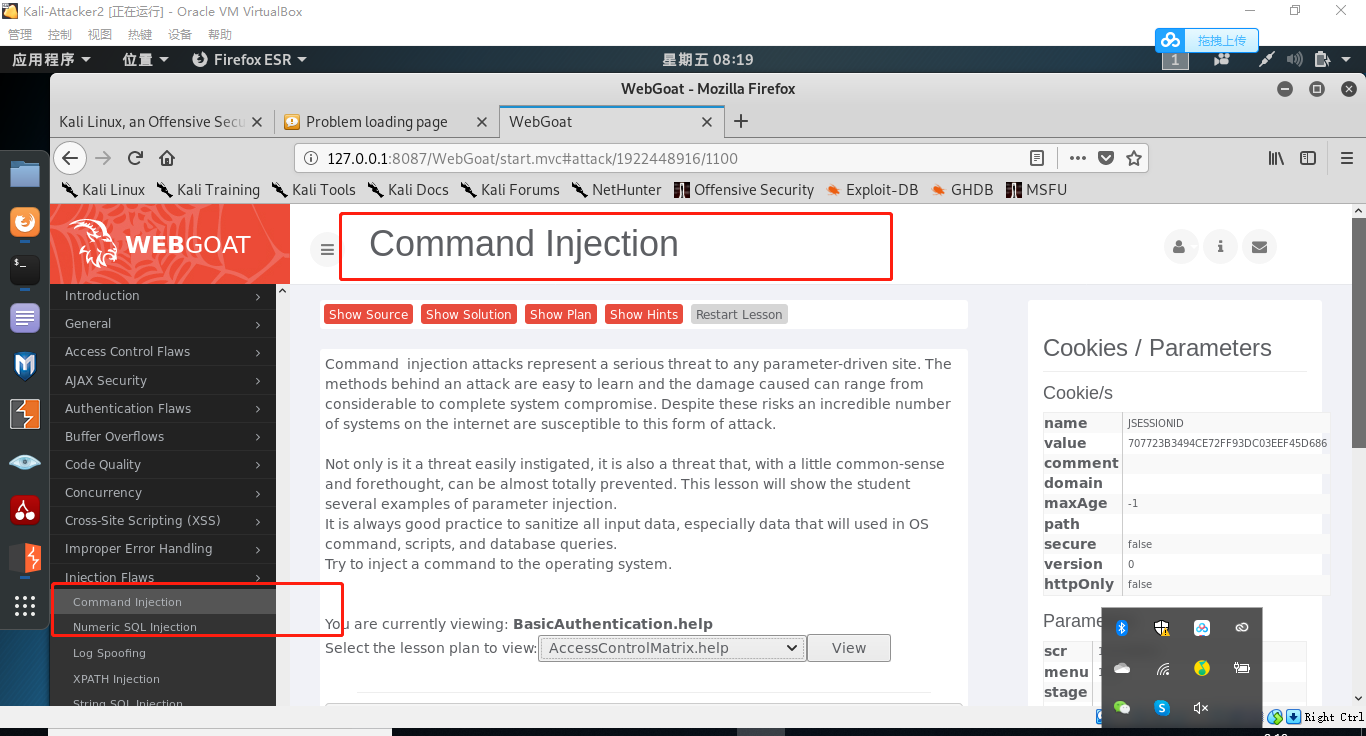 Kali-Attacker2 [正在运行] - Oracle VM VirtualBox
管理 控制 视图 热键 设备 帮助
拖拽上传
应用程序 位置 Firefox ESR 星期五 08:19 1
WebGoat - Mozilla Firefox
Kali Linux, an Offensive Secu Problem loading page WebGoat
127.0.0.1:8087/WebGoat/start.mvc#attack/1922448916/1100
Kali Linux Kali Training Kali Tools Kali Docs Kali Forums NetHunter Offensive Security Exploit-DB GHDB MSFU
WEBGOAT
Command Injection
Introduction
General
Access Control Flaws
AJAX Security
Authentication Flaws
Buffer Overflows
Code Quality
Concurrency
Cross-Site Scripting (XSS)
Improper Error Handling
Injection Flaws
Command Injection
Numeric SQL Injection
Log Spoofing
XPATH Injection
String SQL Injection
Show Source Show Solution Show Plan Show Hints Restart Lesson
Command injection attacks represent a serious threat to any parameter-driven site. The
methods behind an attack are easy to learn and the damage caused can range from
considerable to complete system compromise. Despite these risks an incredible number
of systems on the internet are susceptible to this form of attack.
Not only is it a threat easily instigated, it is also a threat that, with a little common-sense
and forethought, can be almost totally prevented. This lesson will show the student
several examples of parameter injection.
It is always good practice to sanitize all input data, especially data that will used in OS
command, scripts, and database queries.
Try to inject a command to the operating system.
You are currently viewing: BasicAuthentication.help
Select the lesson plan to view: AccessControlMatrix.help View
Cookies / Parameters
Cookie/s
name JSESSIONID
value 707723B3494CE72FF93DC03EEF45D686
comment
domain
maxAge -1
path
secure false
version 0
httpOnly false
Parame
scr
menu
stage
Right Ctrl